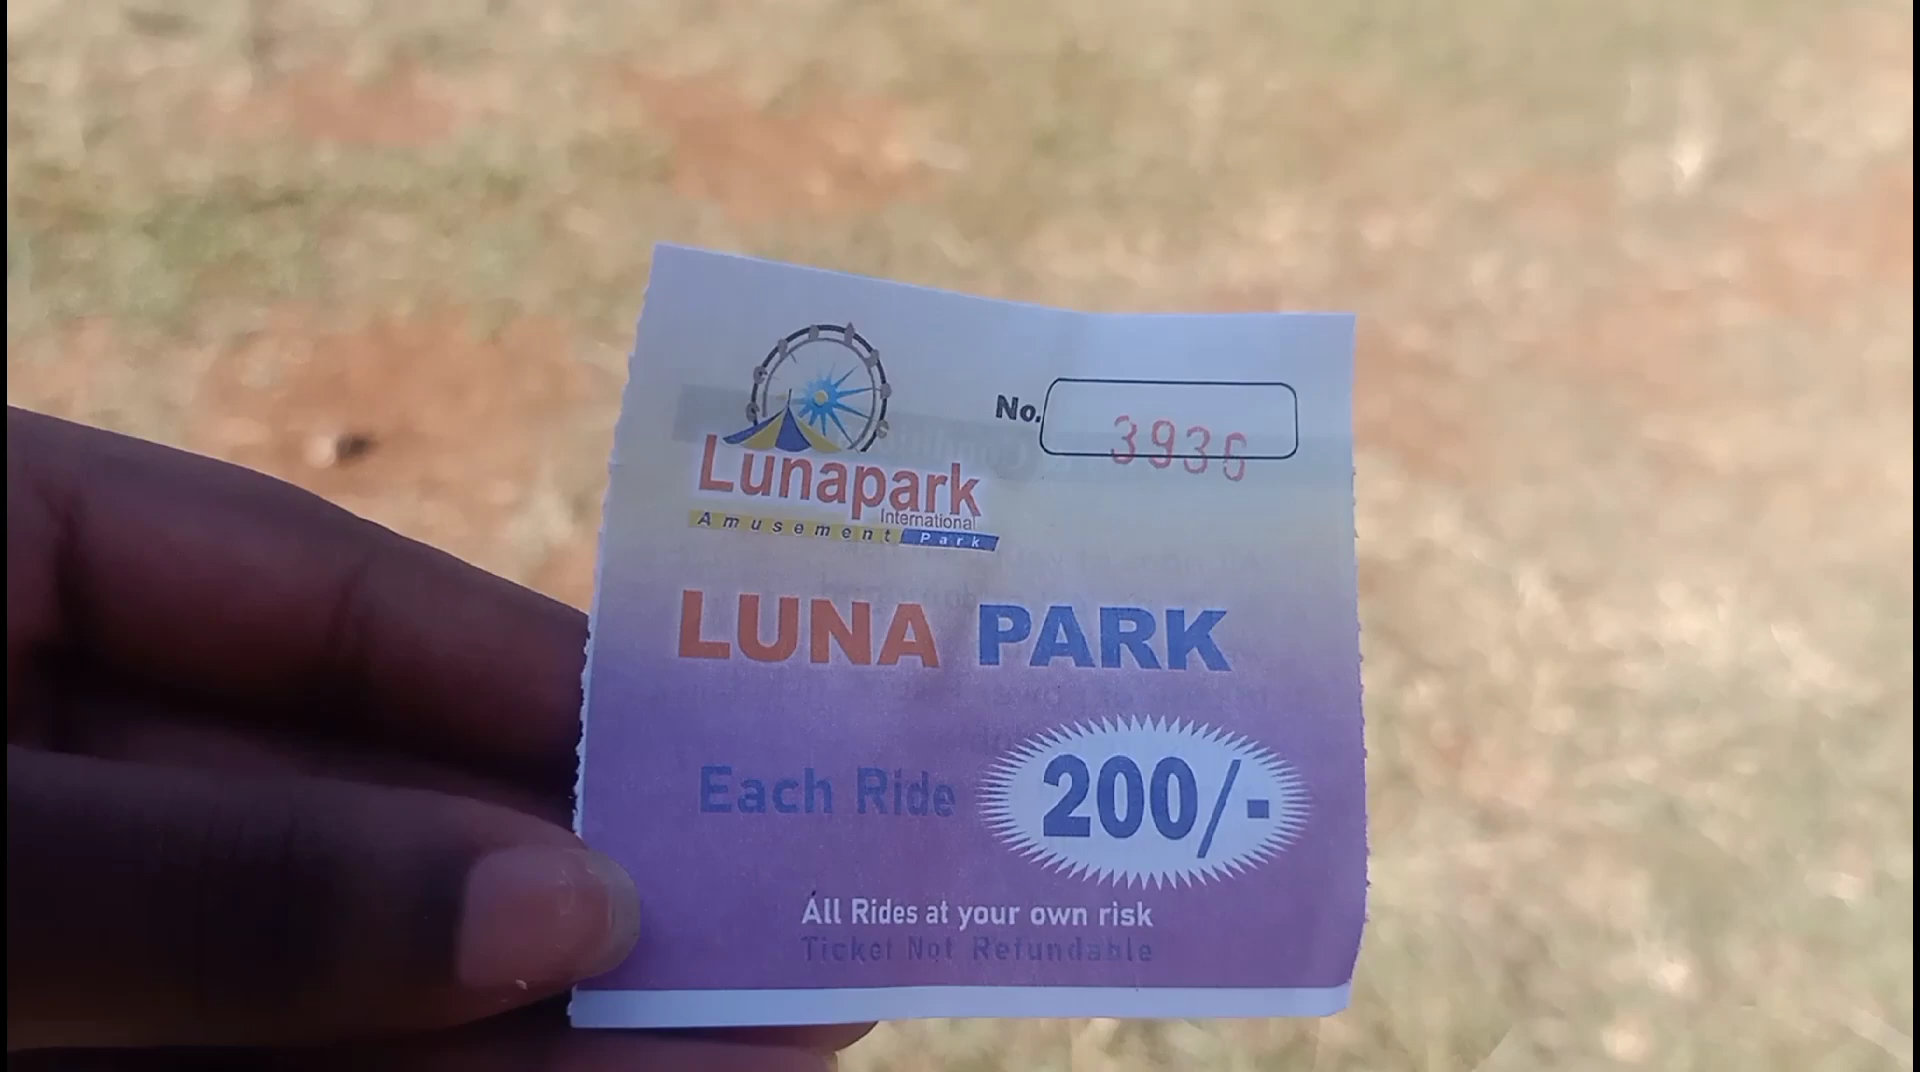 No. 3936
Lunapark
International
Amusement Park
LUNA PARK
Each Ride 200/-
All Rides at your own risk
Ticket Not Refundable